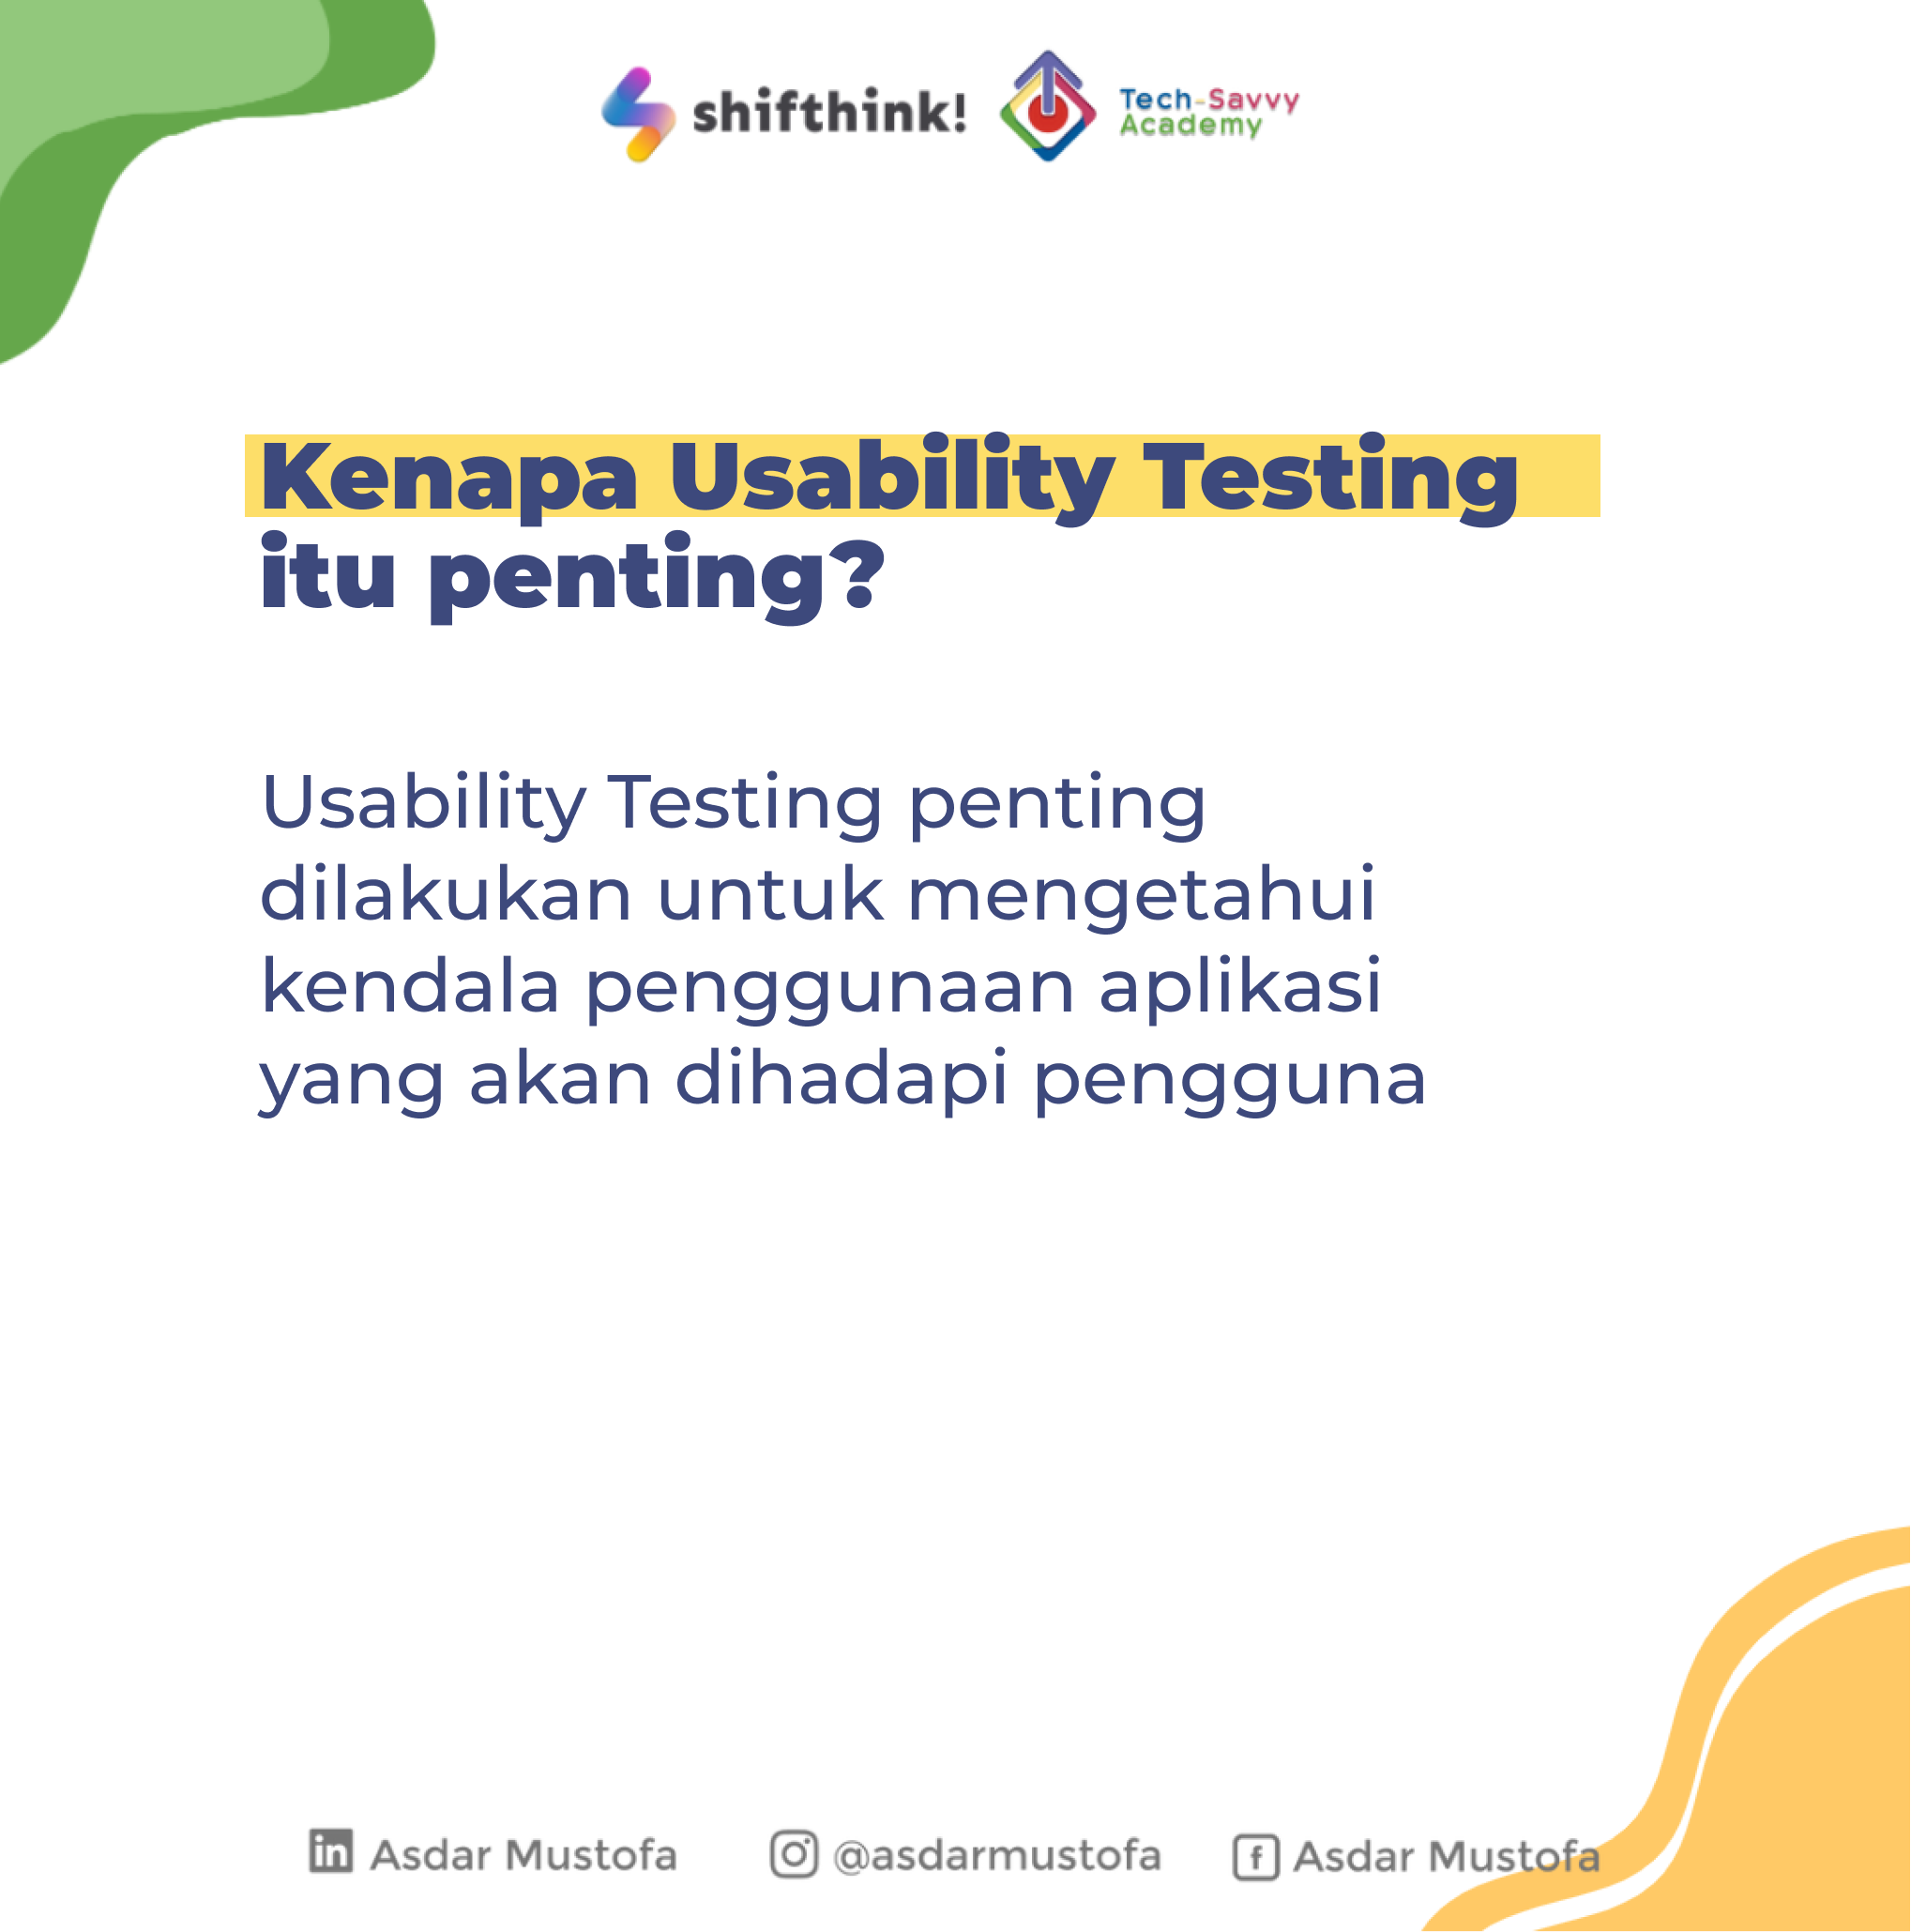 shifthink!
Tech-Savvy
Academy
Kenapa Usability Testing
itu penting?
Usability Testing penting
dilakukan untuk mengetahui
kendala penggunaan aplikasi
yang akan dihadapi pengguna
in Asdar Mustofa @asdarmustofa f Asdar Mustofa